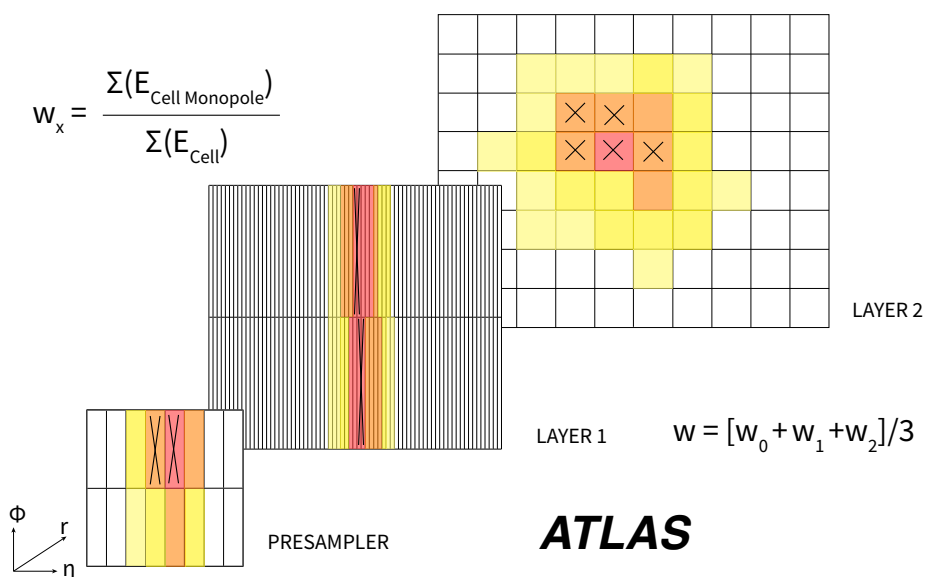 w_x = Σ(E_Cell Monopole) / Σ(E_Cell)
LAYER 2
LAYER 1
w = [w_0 + w_1 + w_2]/3
PRESAMPLER
ATLAS
Φ
r
η